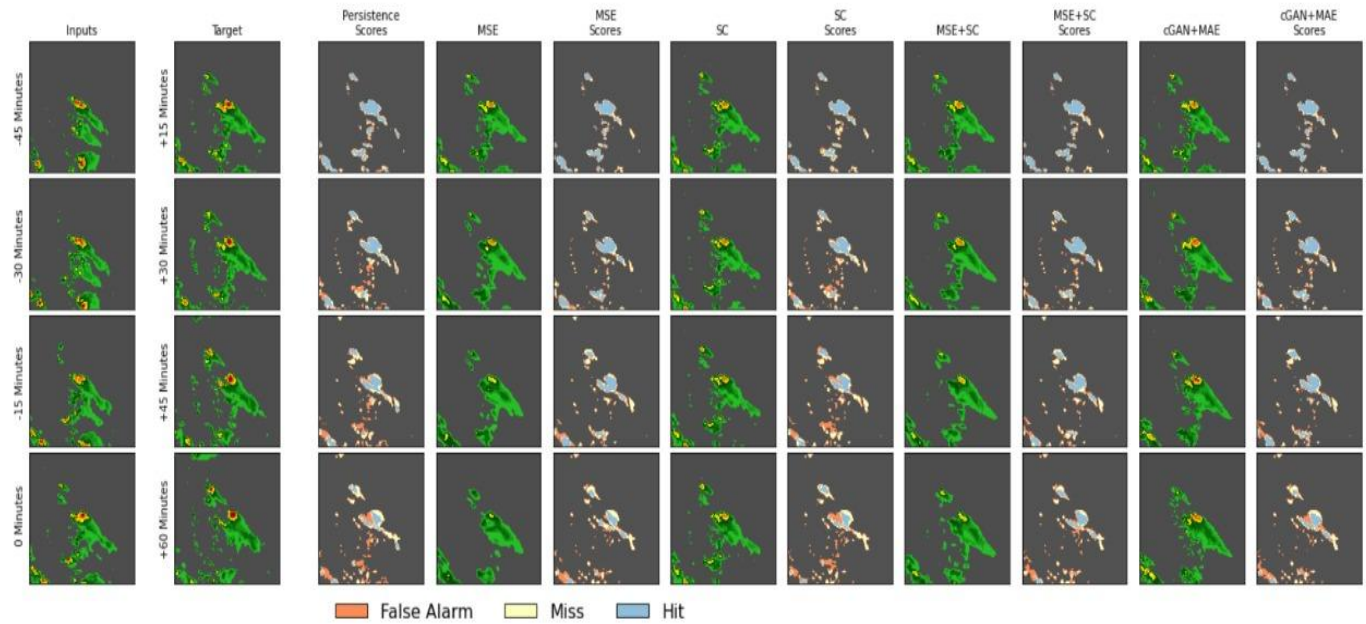 Inputs
Target
Persistence
Scores
MSE
MSE
Scores
SC
SC
Scores
MSE+SC
MSE+SC
Scores
cGAN+MAE
cGAN+MAE
Scores
-45 Minutes
+15 Minutes
-30 Minutes
+30 Minutes
-15 Minutes
+45 Minutes
0 Minutes
+60 Minutes
False Alarm
Miss
Hit